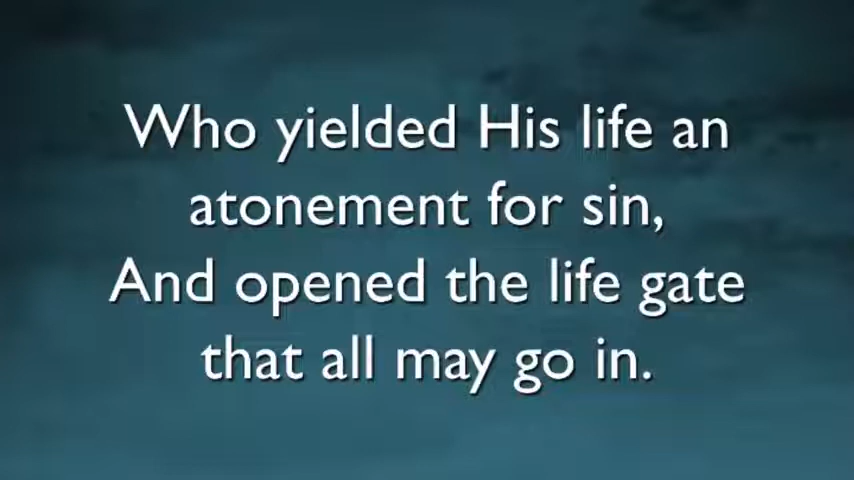 Who yielded His life an
atonement for sin,
And opened the life gate
that all may go in.